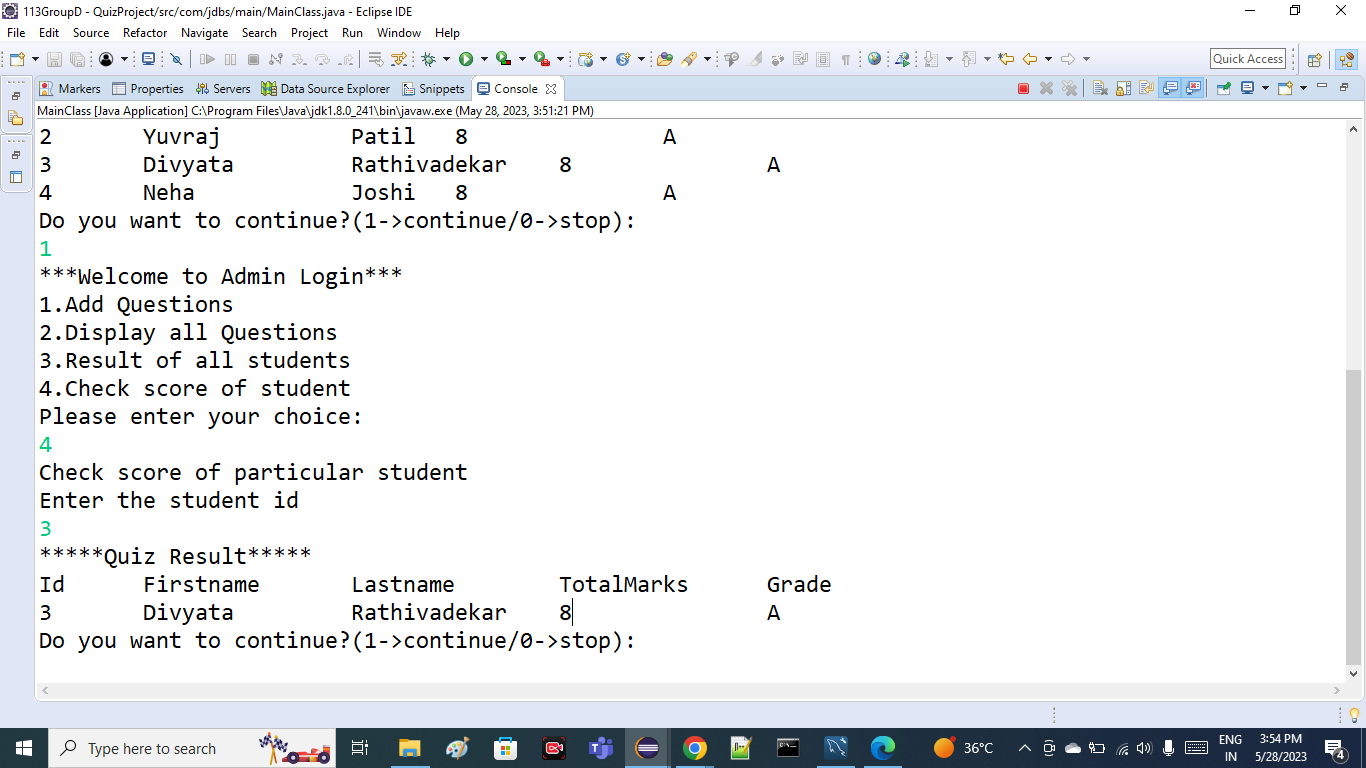 113GroupD - QuizProject/src/com/jdbs/main/MainClass.java - Eclipse IDE
File Edit Source Refactor Navigate Search Project Run Window Help
Quick Access
Markers Properties Servers Data Source Explorer Snippets Console
MainClass [Java Application] C:\Program Files\Java\jdk1.8.0_241\bin\javaw.exe (May 28, 2023, 3:51:21 PM)
2 Yuvraj Patil 8 A
3 Divyata Rathivadekar 8 A
4 Neha Joshi 8 A
Do you want to continue?(1->continue/0->stop):
1
***Welcome to Admin Login***
1.Add Questions
2.Display all Questions
3.Result of all students
4.Check score of student
Please enter your choice:
4
Check score of particular student
Enter the student id
3
*****Quiz Result*****
Id Firstname Lastname TotalMarks Grade
3 Divyata Rathivadekar 8 A
Do you want to continue?(1->continue/0->stop):
Type here to search
36°C
ENG
IN
3:54 PM
5/28/2023
4